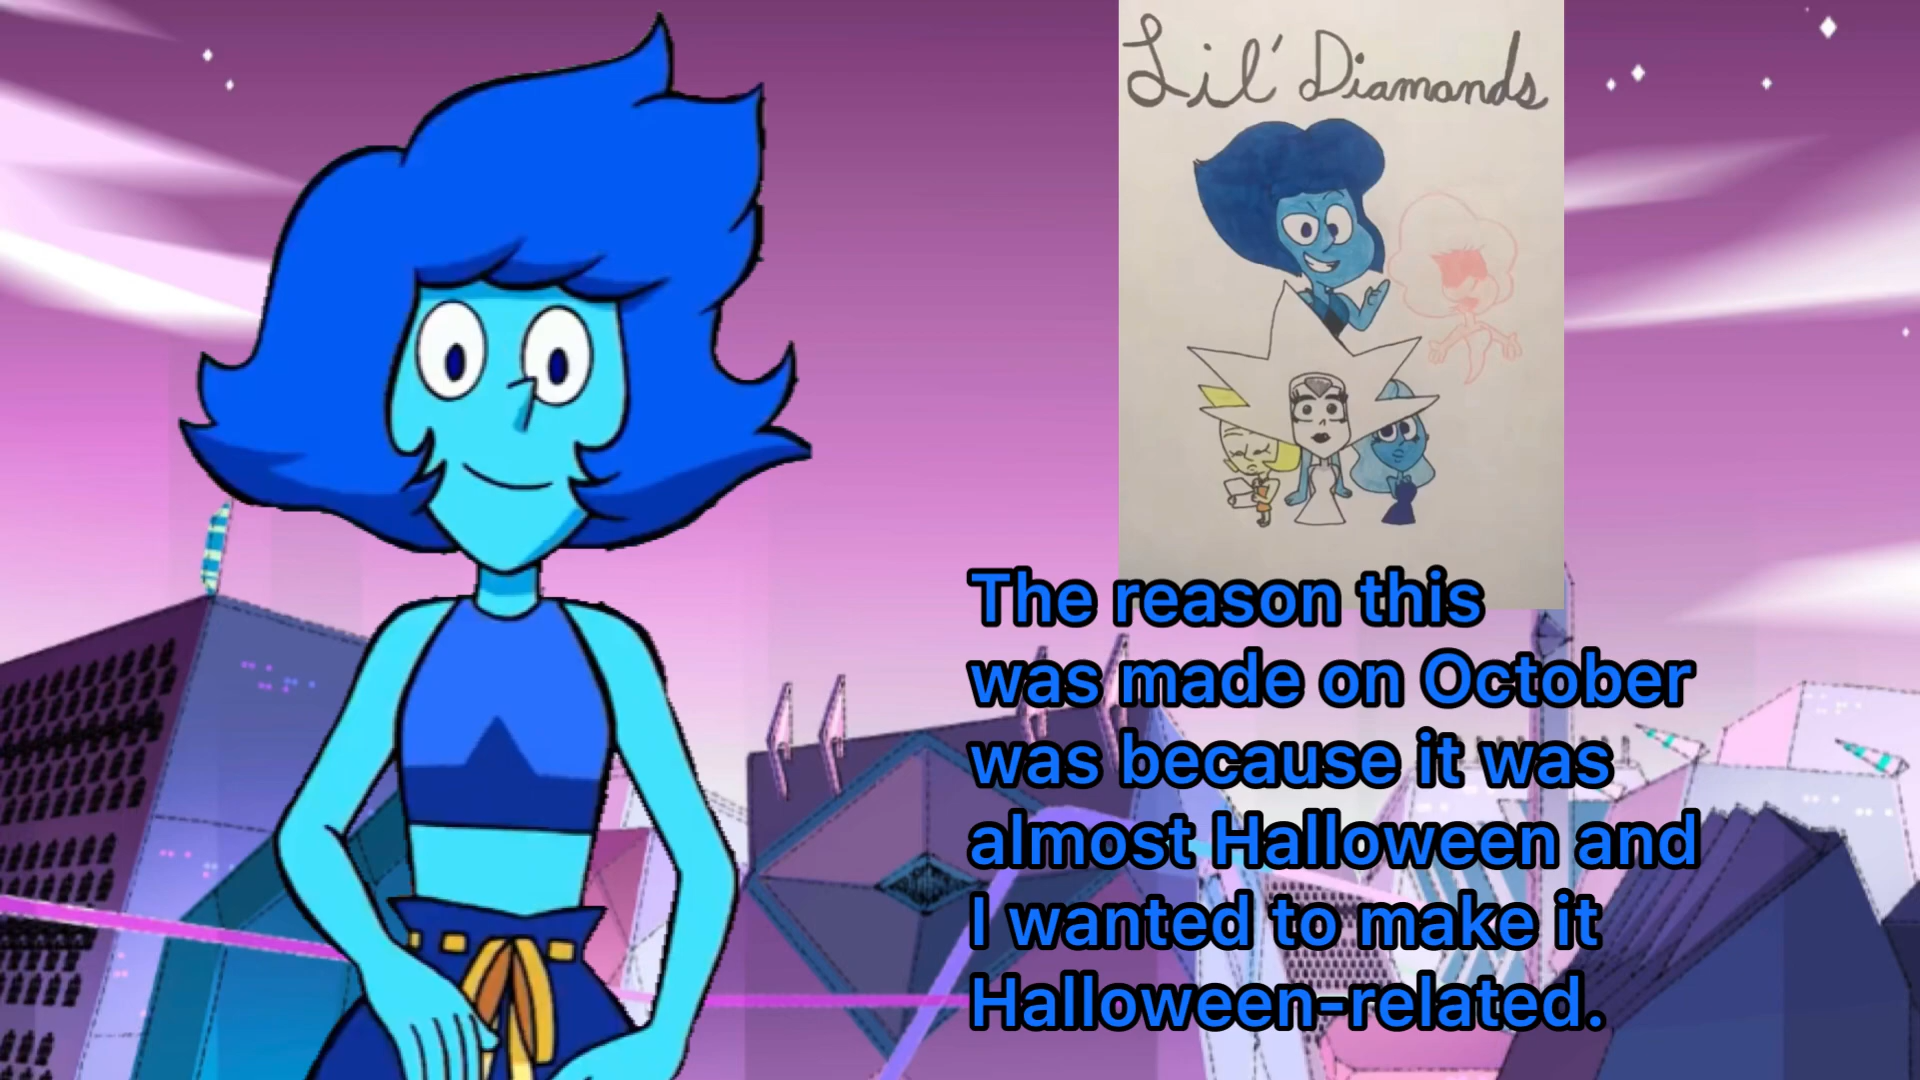 Lil' Diamonds
The reason this
was made on October
was because it was
almost Halloween and
I wanted to make it
Halloween-related.